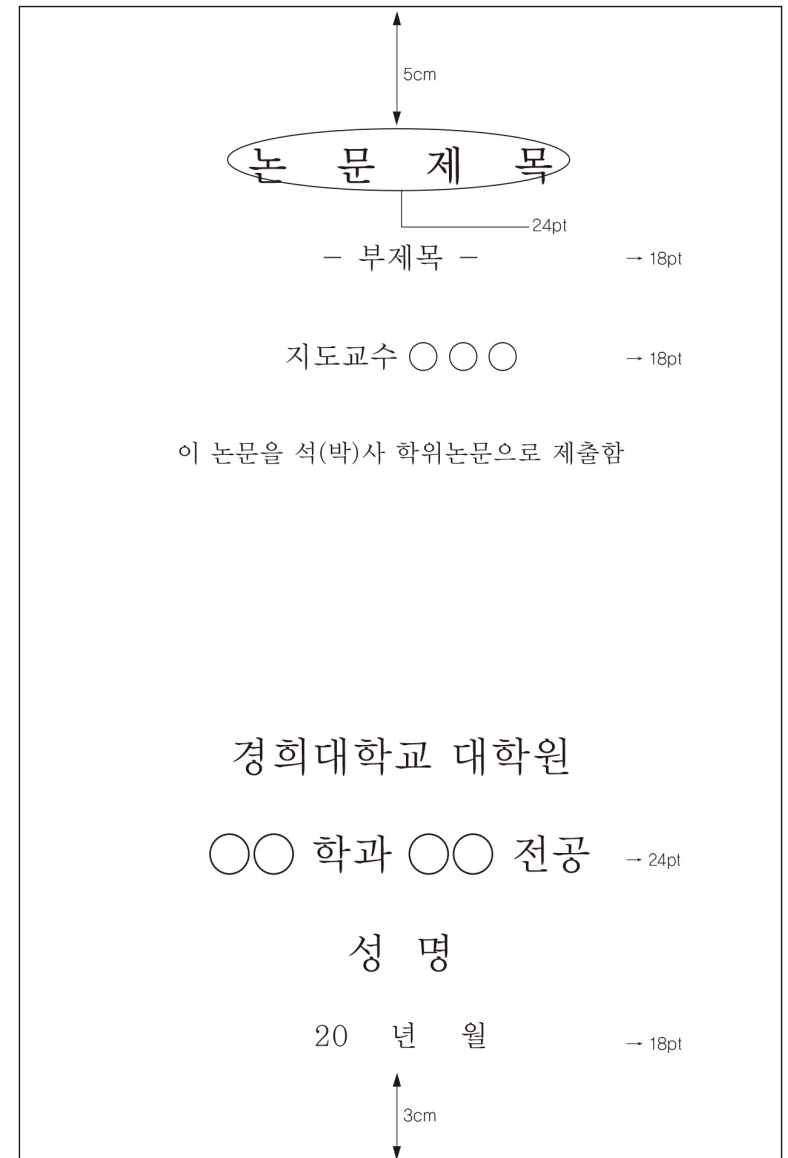 5cm
논 문 제 목
24pt
- 부제목 - → 18pt
지도교수 ○ ○ ○ → 18pt
이 논문을 석(박)사 학위논문으로 제출함
경희대학교 대학원
○○ 학과 ○○ 전공 → 24pt
성 명
20 년 월 → 18pt
3cm